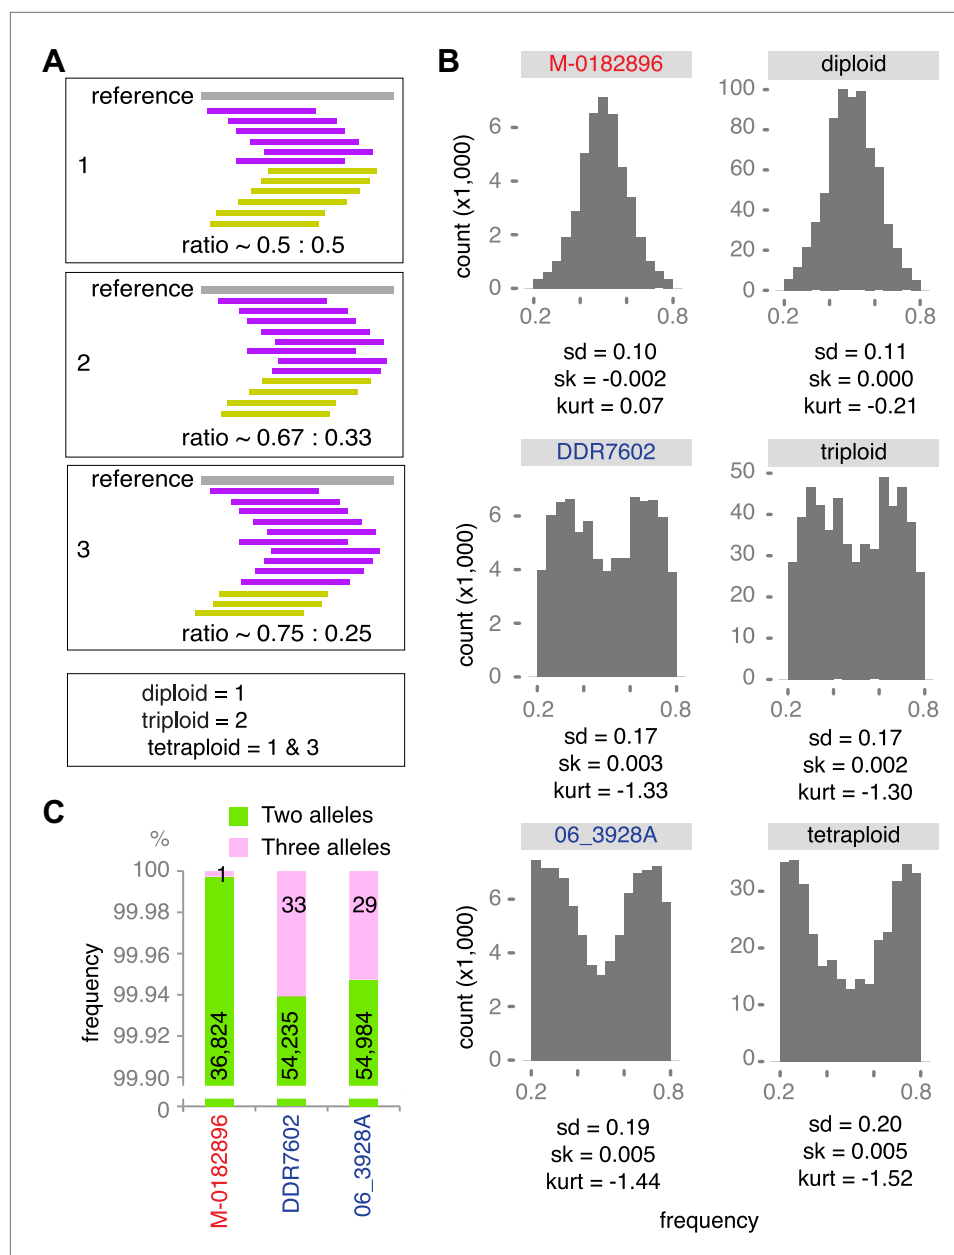 A
reference
1
ratio ~ 0.5 : 0.5
reference
2
ratio ~ 0.67 : 0.33
reference
3
ratio ~ 0.75 : 0.25
diploid = 1
triploid = 2
tetraploid = 1 & 3
B
M-0182896
count (x1,000)
6
4
2
0
0.2
0.8
sd = 0.10
sk = -0.002
kurt = 0.07
diploid
100
80
60
40
20
0
0.2
0.8
sd = 0.11
sk = 0.000
kurt = -0.21
DDR7602
count (x1,000)
6
4
2
0
0.2
0.8
sd = 0.17
sk = 0.003
kurt = -1.33
triploid
50
40
30
20
10
0
0.2
0.8
sd = 0.17
sk = 0.002
kurt = -1.30
06_3928A
count (x1,000)
6
4
2
0
0.2
0.8
sd = 0.19
sk = 0.005
kurt = -1.44
tetraploid
30
20
10
0
0.2
0.8
sd = 0.20
sk = 0.005
kurt = -1.52
frequency
C
Two alleles
Three alleles
%
frequency
100
99.98
99.96
99.94
99.92
99.90
0
1
33
29
36,824
54,235
54,984
M-0182896
DDR7602
06_3928A